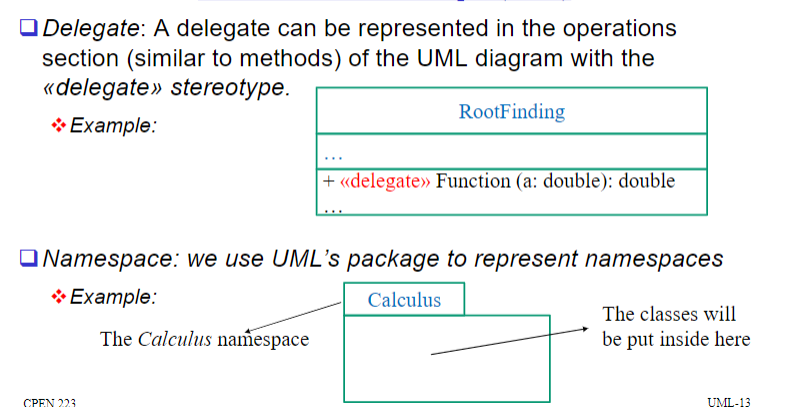 Delegate: A delegate can be represented in the operations
section (similar to methods) of the UML diagram with the
«delegate» stereotype.
Example:
RootFinding
...
+ «delegate» Function (a: double): double
...
Namespace: we use UML's package to represent namespaces
Example:
Calculus
The Calculus namespace
The classes will
be put inside here
CPEN 223
UML-13